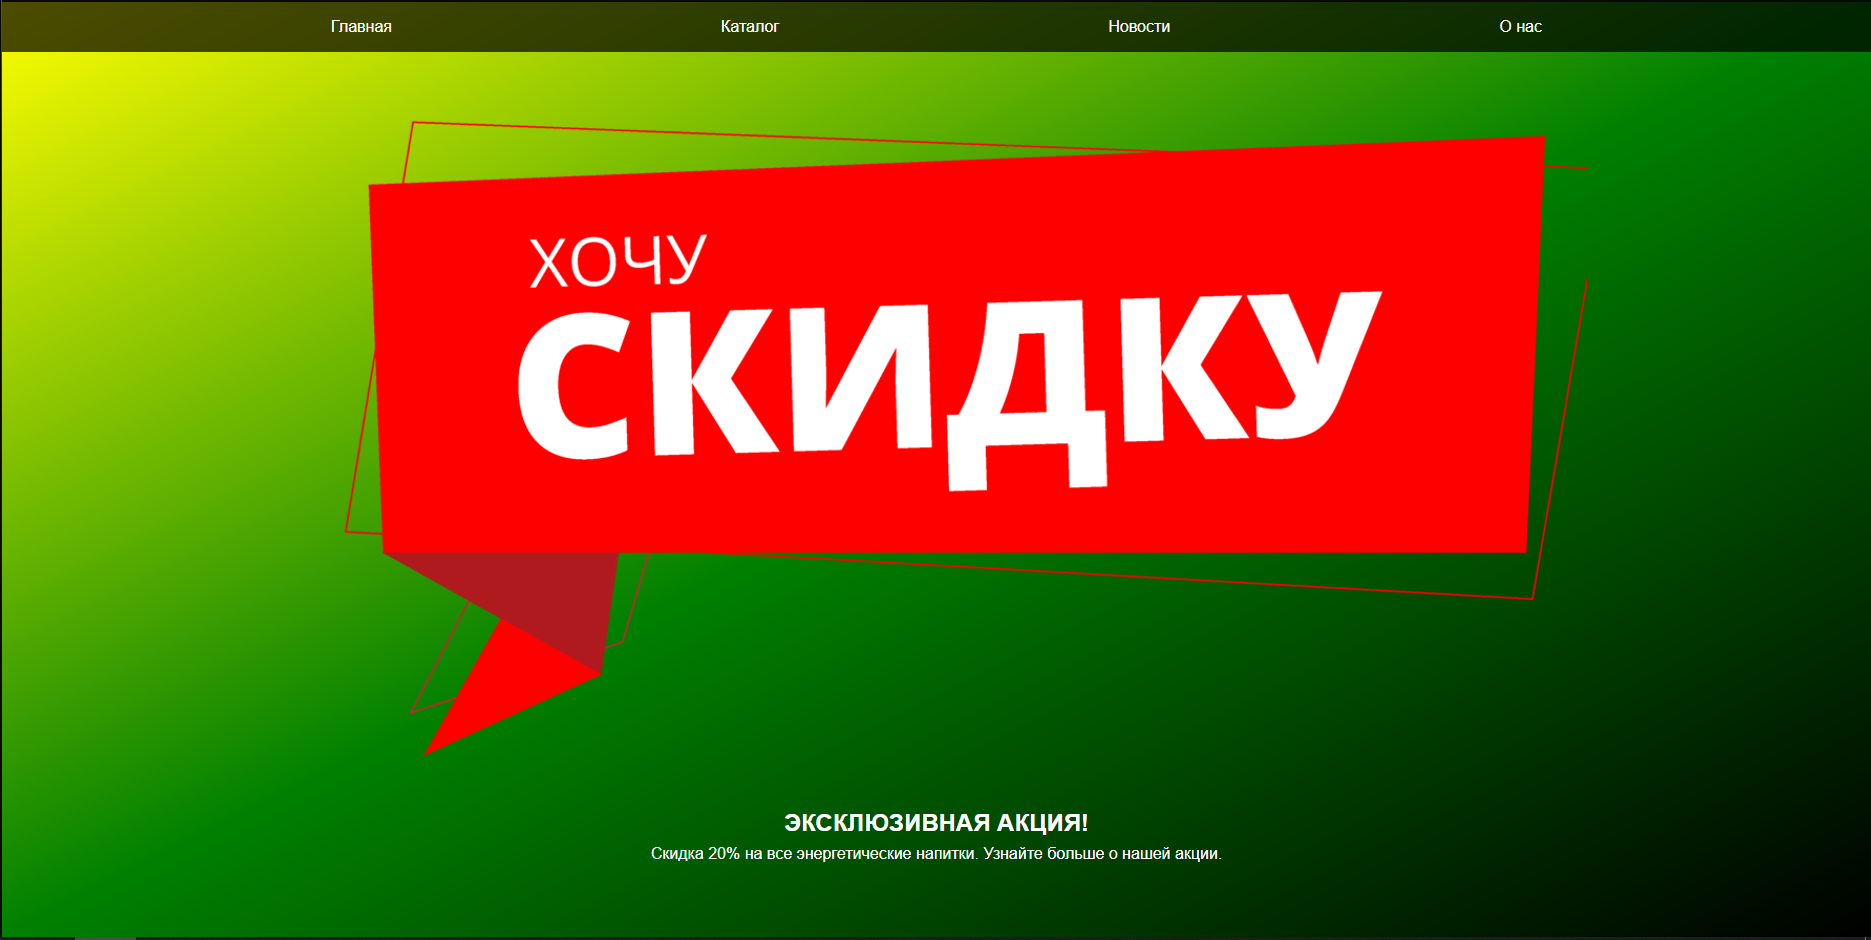 Главная Каталог Новости О нас
ХОЧУ
СКИДКУ
ЭКСКЛЮЗИВНАЯ АКЦИЯ!
Скидка 20% на все энергетические напитки. Узнайте больше о нашей акции.